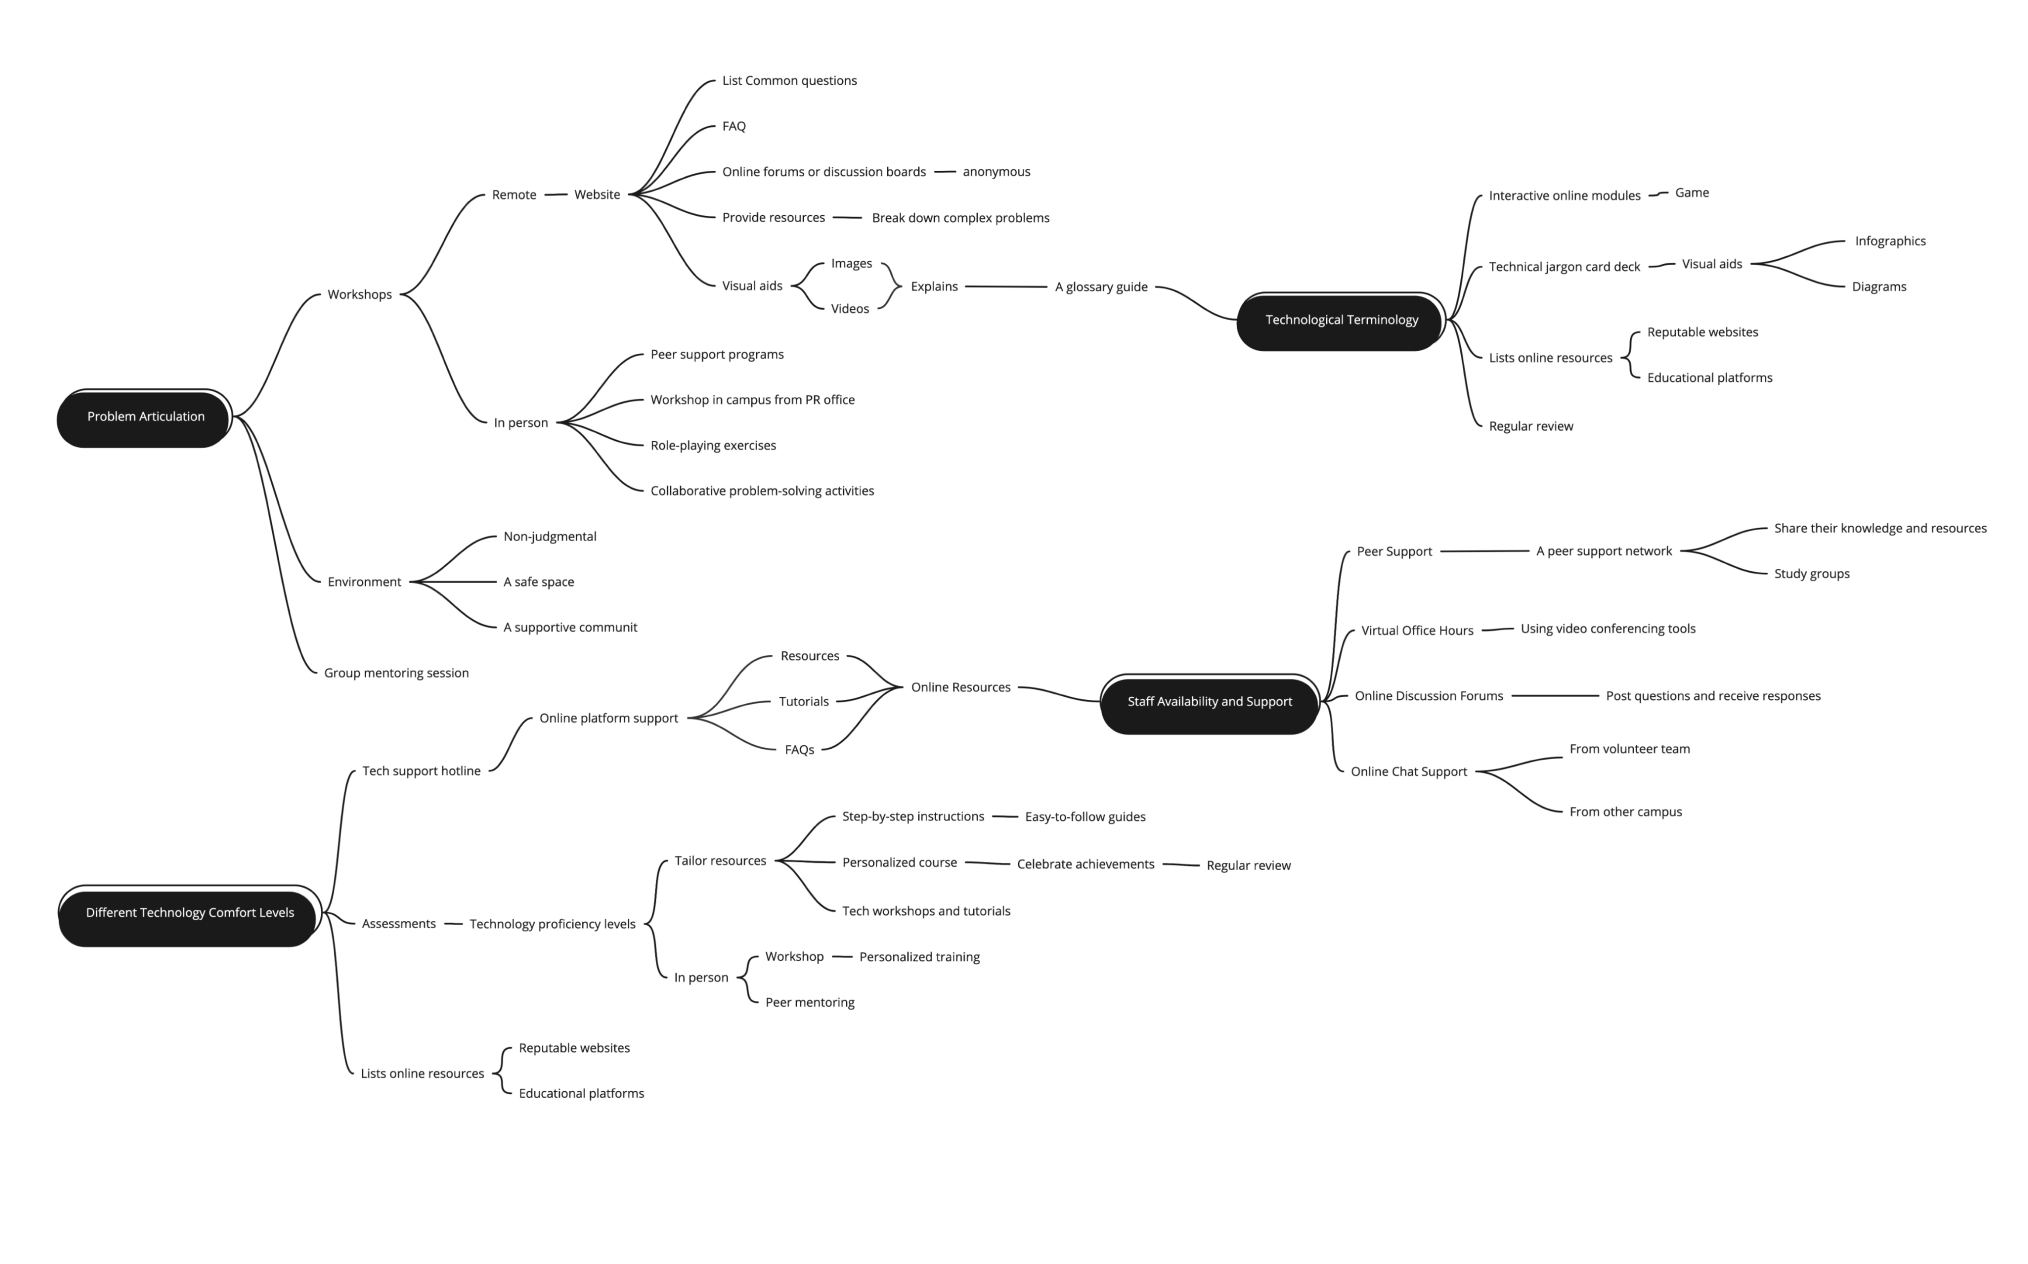 Problem Articulation
Workshops
Remote
Website
List Common questions
FAQ
Online forums or discussion boards
anonymous
Provide resources
Break down complex problems
Visual aids
Images
Videos
Explains
A glossary guide
In person
Peer support programs
Workshop in campus from PR office
Role-playing exercises
Collaborative problem-solving activities
Environment
Non-judgmental
A safe space
A supportive communit
Group mentoring session
Technological Terminology
Interactive online modules
Game
Technical jargon card deck
Visual aids
Infographics
Diagrams
Lists online resources
Reputable websites
Educational platforms
Regular review
Different Technology Comfort Levels
Tech support hotline
Online platform support
Resources
Tutorials
FAQs
Online Resources
Staff Availability and Support
Peer Support
A peer support network
Share their knowledge and resources
Study groups
Virtual Office Hours
Using video conferencing tools
Online Discussion Forums
Post questions and receive responses
Online Chat Support
From volunteer team
From other campus
Assessments
Technology proficiency levels
Tailor resources
Step-by-step instructions
Easy-to-follow guides
Personalized course
Celebrate achievements
Regular review
Tech workshops and tutorials
In person
Workshop
Personalized training
Peer mentoring
Lists online resources
Reputable websites
Educational platforms